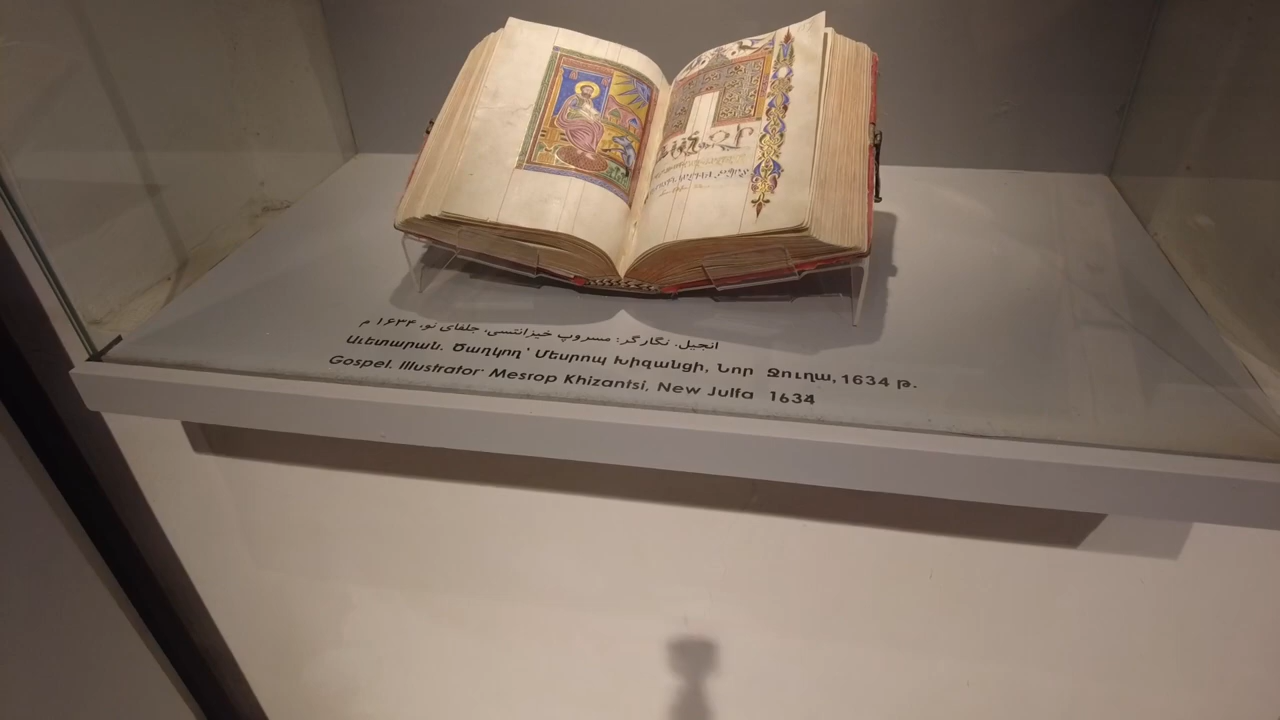 انجیل. نگارگر: مسروپ خیزانتسی، جلفای نو، ۱۶۳۴ م
Աւետարան. Ծաղկող՝ Մեսրոպ Խիզանցի, Նոր Ջուղա, 1634 թ.
Gospel. Illustrator: Mesrop Khizantsi, New Julfa 1634